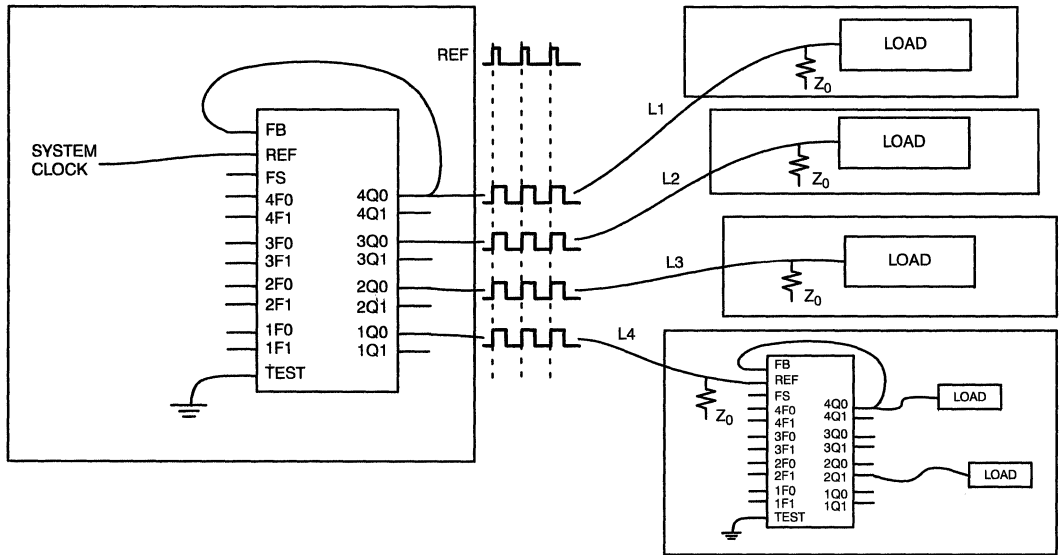 REF
SYSTEM
CLOCK
FB
REF
FS
4F0
4F1
3F0
3F1
2F0
2F1
1F0
1F1
TEST
4Q0
4Q1
3Q0
3Q1
2Q0
2Q1
1Q0
1Q1
L1
L2
L3
L4
LOAD
Z0
LOAD
Z0
LOAD
Z0
Z0
FB
REF
FS
4F0
4F1
3F0
3F1
2F0
2F1
1F0
1F1
TEST
4Q0
4Q1
3Q0
3Q1
2Q0
2Q1
1Q0
1Q1
LOAD
LOAD